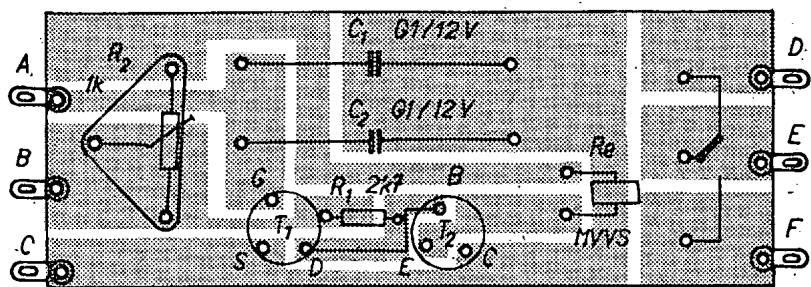 A
B
C
R2
1k
C1 G1/12V
C2 G1/12V
G
T1
S
D
R1 2k7
B
T2
E
C
Re
MVVS
D
E
F